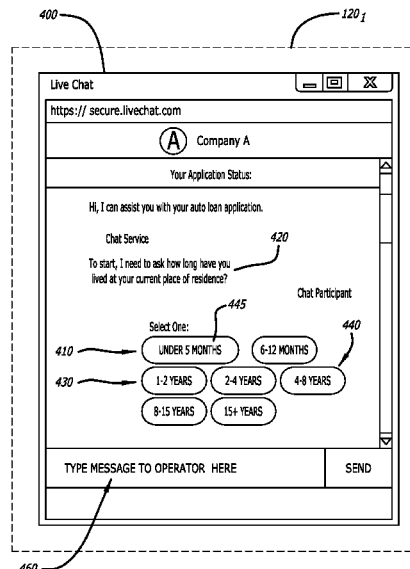 400
120 1
Live Chat
https:// secure.livechat.com
A Company A
Your Application Status:
Hi, I can assist you with your auto loan application.
Chat Service
420
To start, I need to ask how long have you
lived at your current place of residence?
Chat Participant
445
Select One:
440
410
UNDER 5 MONTHS 6-12 MONTHS
430
1-2 YEARS 2-4 YEARS 4-8 YEARS
8-15 YEARS 15+ YEARS
TYPE MESSAGE TO OPERATOR HERE SEND
460